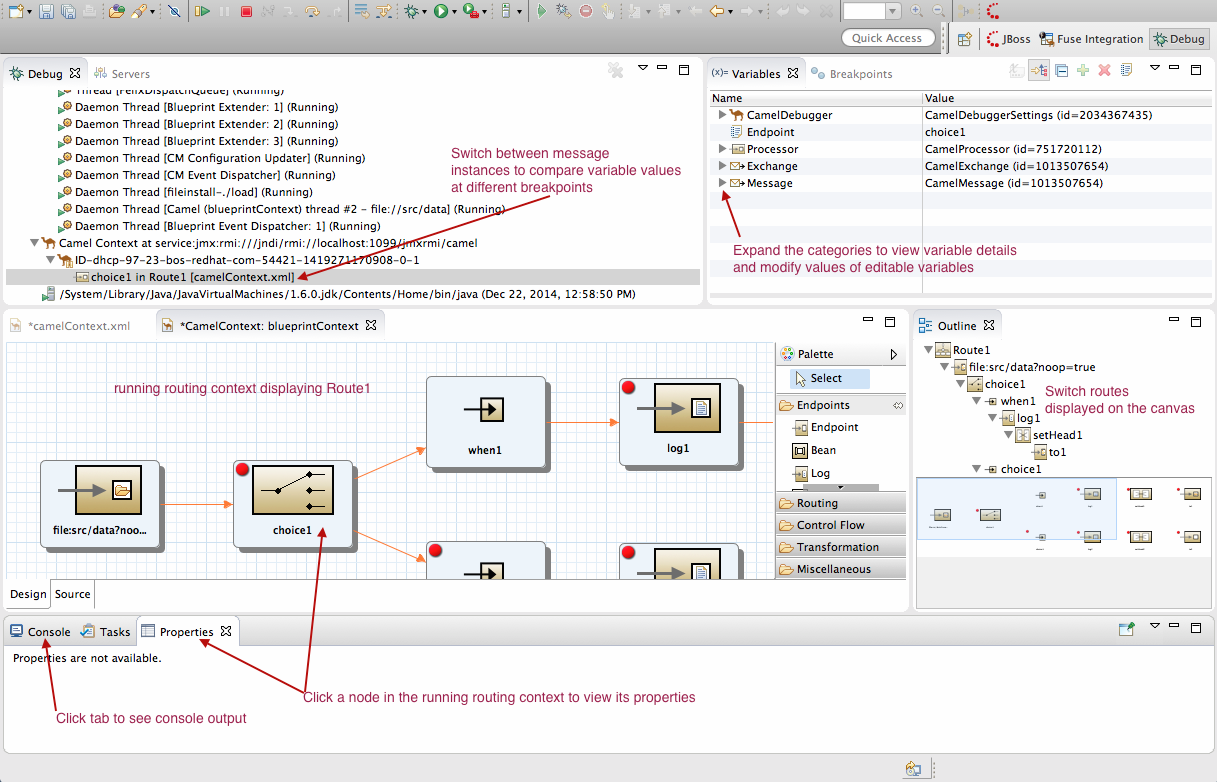 Quick Access
JBoss
Fuse Integration
Debug
Debug
Servers
Thread [FelixDispatchQueue] (Running)
Daemon Thread [Blueprint Extender: 1] (Running)
Daemon Thread [Blueprint Extender: 2] (Running)
Daemon Thread [Blueprint Extender: 3] (Running)
Daemon Thread [CM Configuration Updater] (Running)
Daemon Thread [CM Event Dispatcher] (Running)
Daemon Thread [fileinstall-./load] (Running)
Daemon Thread [Camel (blueprintContext) thread #2 - file://src/data] (Running)
Daemon Thread [Blueprint Event Dispatcher: 1] (Running)
Camel Context at service:jmx:rmi:///jndi/rmi://localhost:1099/jmxrmi/camel
ID-dhcp-97-23-bos-redhat-com-54421-1419271170908-0-1
choice1 in Route1 [camelContext.xml]
/System/Library/Java/JavaVirtualMachines/1.6.0.jdk/Contents/Home/bin/java (Dec 22, 2014, 12:58:50 PM)
Switch between message
instances to compare variable values
at different breakpoints
(x)= Variables
Breakpoints
Name Value
CamelDebugger CamelDebuggerSettings (id=2034367435)
Endpoint choice1
Processor CamelProcessor (id=751720112)
Exchange CamelExchange (id=1013507654)
Message CamelMessage (id=1013507654)
Expand the categories to view variable details
and modify values of editable variables
*camelContext.xml
*CamelContext: blueprintContext
running routing context displaying Route1
file:src/data?noo...
choice1
when1
log1
Palette
Select
Endpoints
Endpoint
Bean
Log
Routing
Control Flow
Transformation
Miscellaneous
Design
Source
Outline
Route1
file:src/data?noop=true
choice1
when1
log1
setHead1
to1
choice1
Switch routes
displayed on the canvas
Console
Tasks
Properties
Properties are not available.
Click a node in the running routing context to view its properties
Click tab to see console output